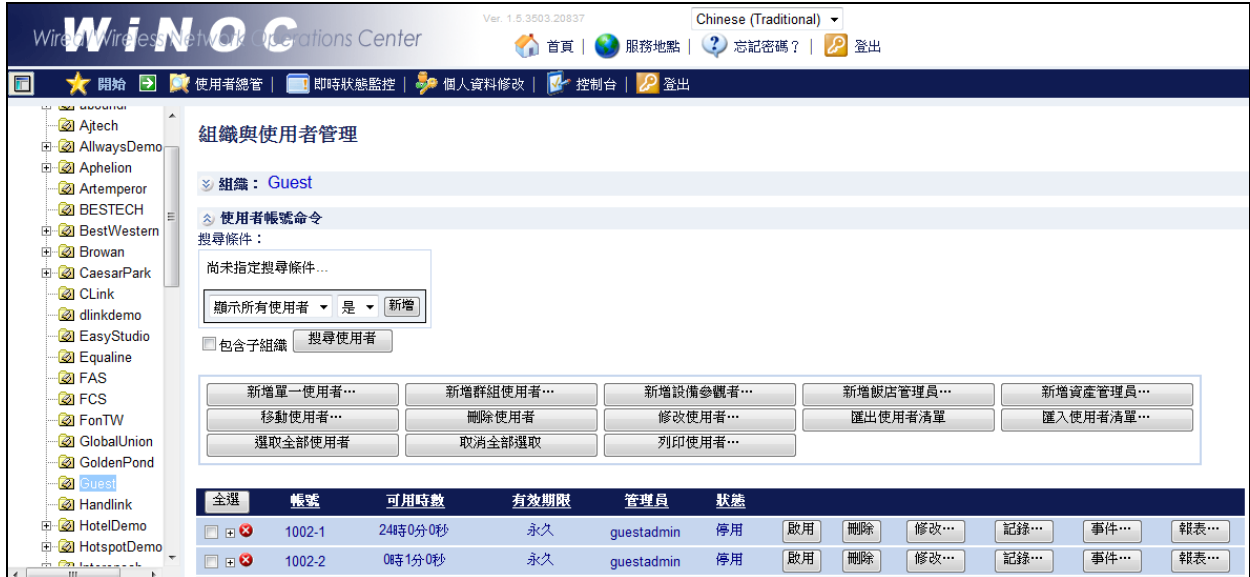 Ver. 1.5.3503.20837
Chinese (Traditional)
WiNOC
Wired Wireless Network Operations Center
首頁 | 服務地點 | 忘記密碼？ | 登出
開始 使用者總管 | 即時狀態監控 | 個人資料修改 | 控制台 | 登出
Ajtech
AllwaysDemo
Aphelion
Artemperor
BESTECH
BestWestern
Browan
CaesarPark
CLink
dlinkdemo
EasyStudio
Equaline
FAS
FCS
FonTW
GlobalUnion
GoldenPond
Guest
Handlink
HotelDemo
HotspotDemo
組織與使用者管理
組織： Guest
使用者帳號命令
搜尋條件：
尚未指定搜尋條件...
顯示所有使用者 是 新增
包含子組織 搜尋使用者
新增單一使用者… 新增群組使用者… 新增設備參觀者… 新增飯店管理員… 新增資產管理員…
移動使用者… 刪除使用者 修改使用者… 匯出使用者清單 匯入使用者清單…
選取全部使用者 取消全部選取 列印使用者…
全選 帳號 可用時數 有效期限 管理員 狀態
1002-1 24時0分0秒 永久 guestadmin 停用 啟用 刪除 修改… 記錄… 事件… 報表…
1002-2 0時1分0秒 永久 guestadmin 停用 啟用 刪除 修改… 記錄… 事件… 報表…